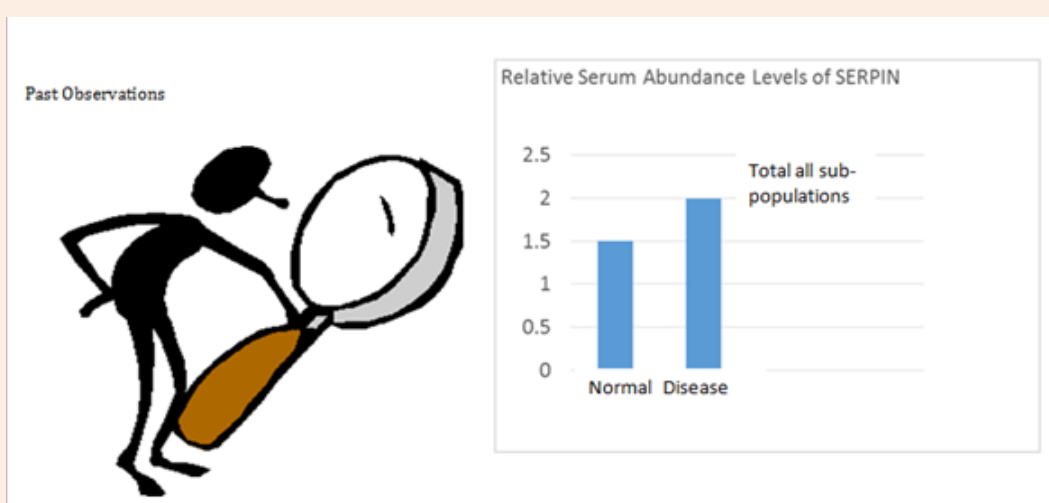 Past Observations
Relative Serum Abundance Levels of SERPIN
2.5
Total all sub-
populations
2
1.5
1
0.5
0
Normal Disease